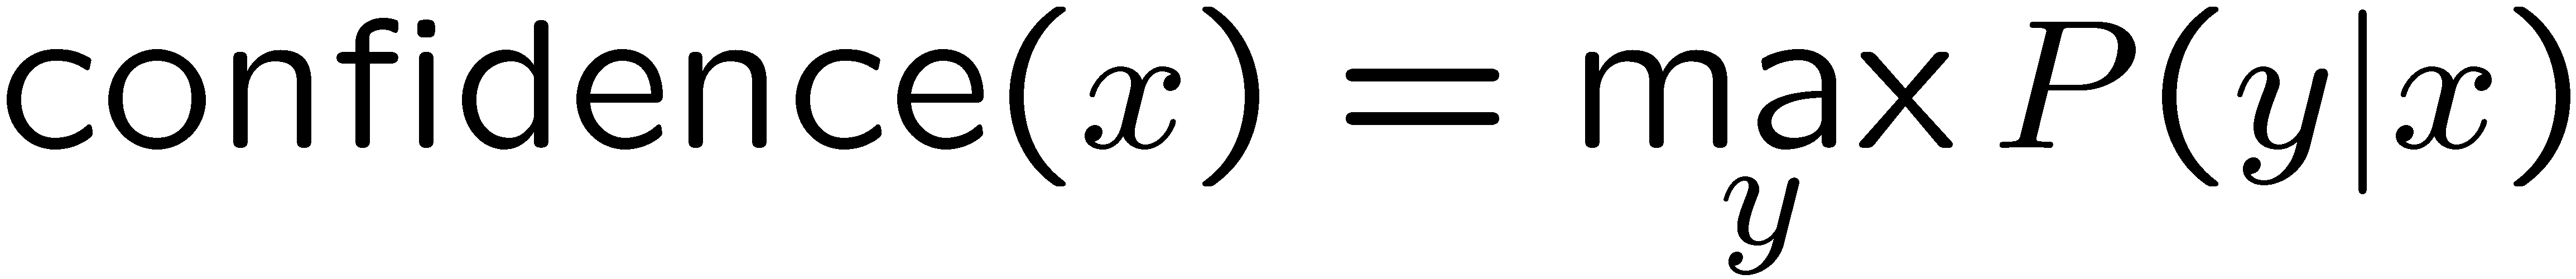 confidence(x) = max_y P(y|x)